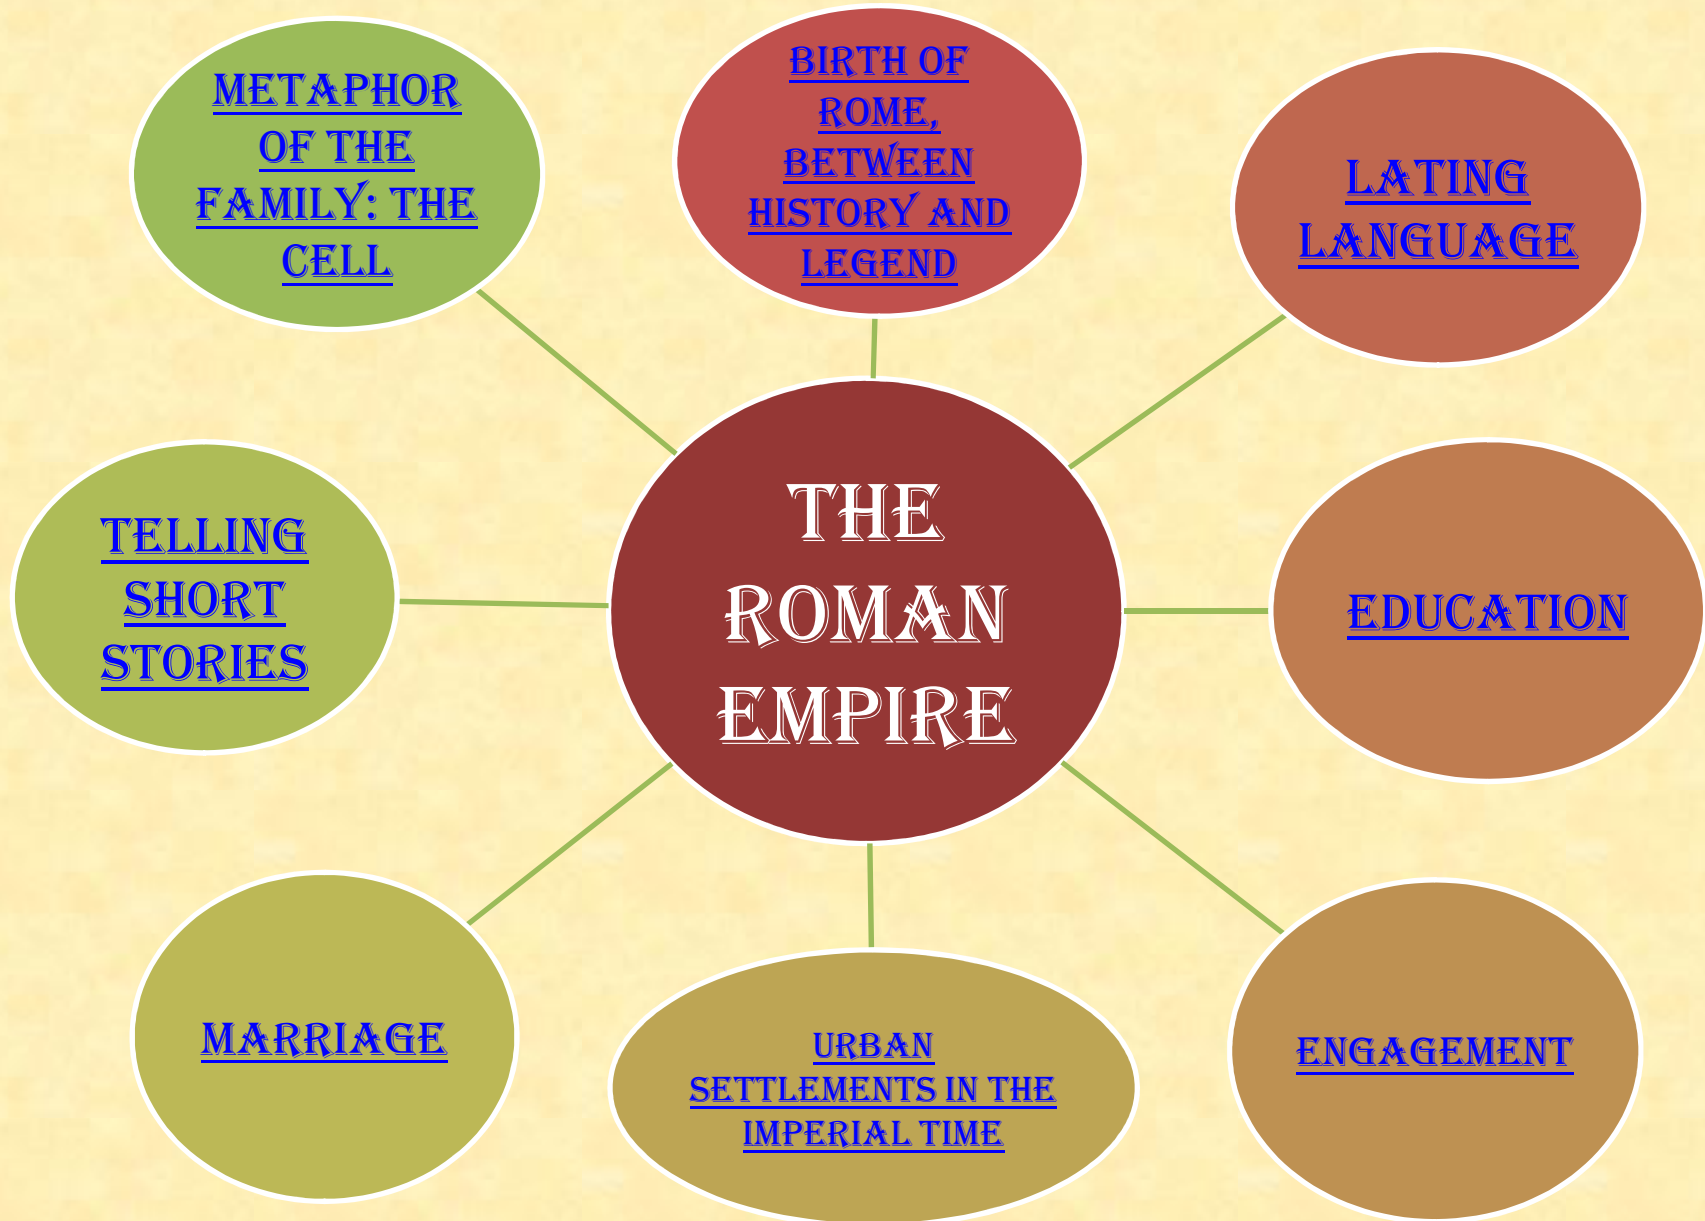 METAPHOR
OF THE
FAMILY: THE
CELL
BIRTH OF
ROME,
BETWEEN
HISTORY AND
LEGEND
LATING
LANGUAGE
TELLING
SHORT
STORIES
THE
ROMAN
EMPIRE
EDUCATION
MARRIAGE
URBAN
SETTLEMENTS IN THE
IMPERIAL TIME
ENGAGEMENT